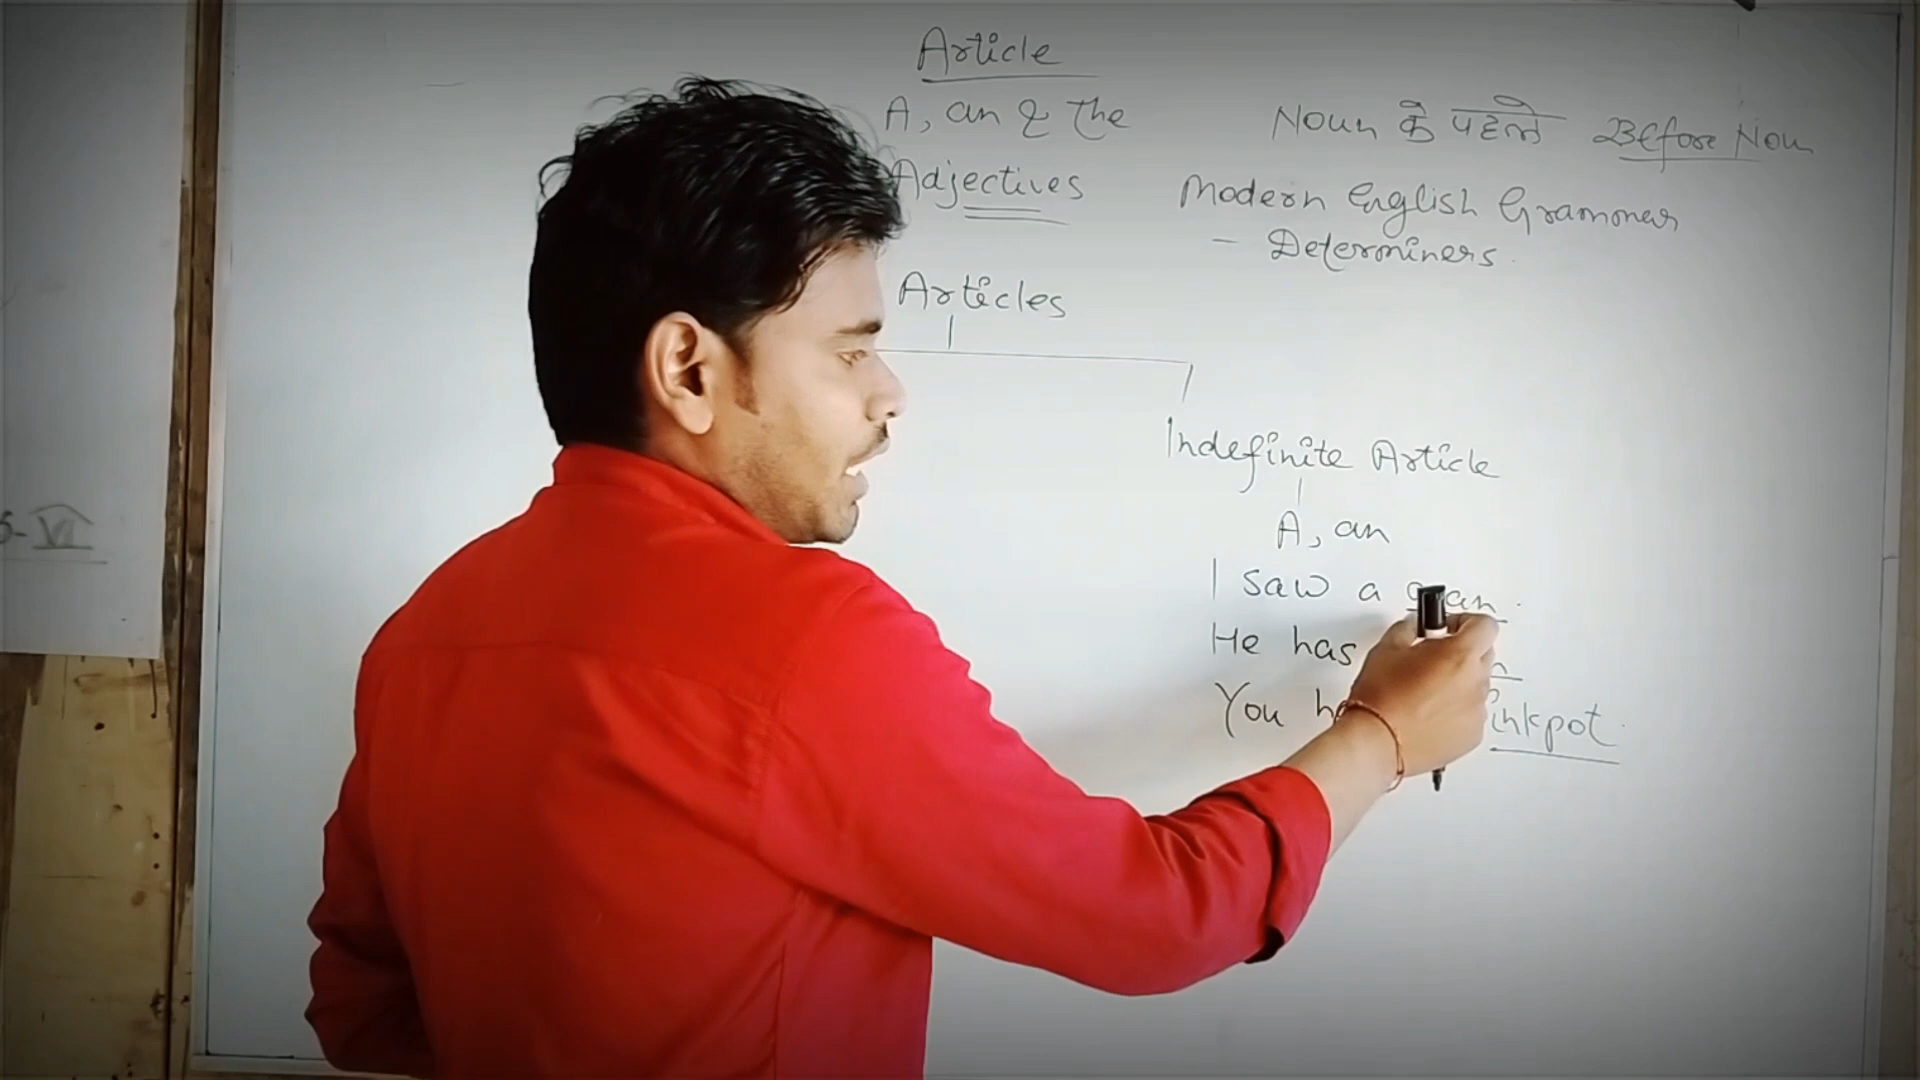 Article
A, an & The
Noun के पहले Before Noun
Adjectives
Modern English Grammar
- Determiners.
Articles
Indefinite Article
A, an
I saw a
He has
You inkpot.
VI